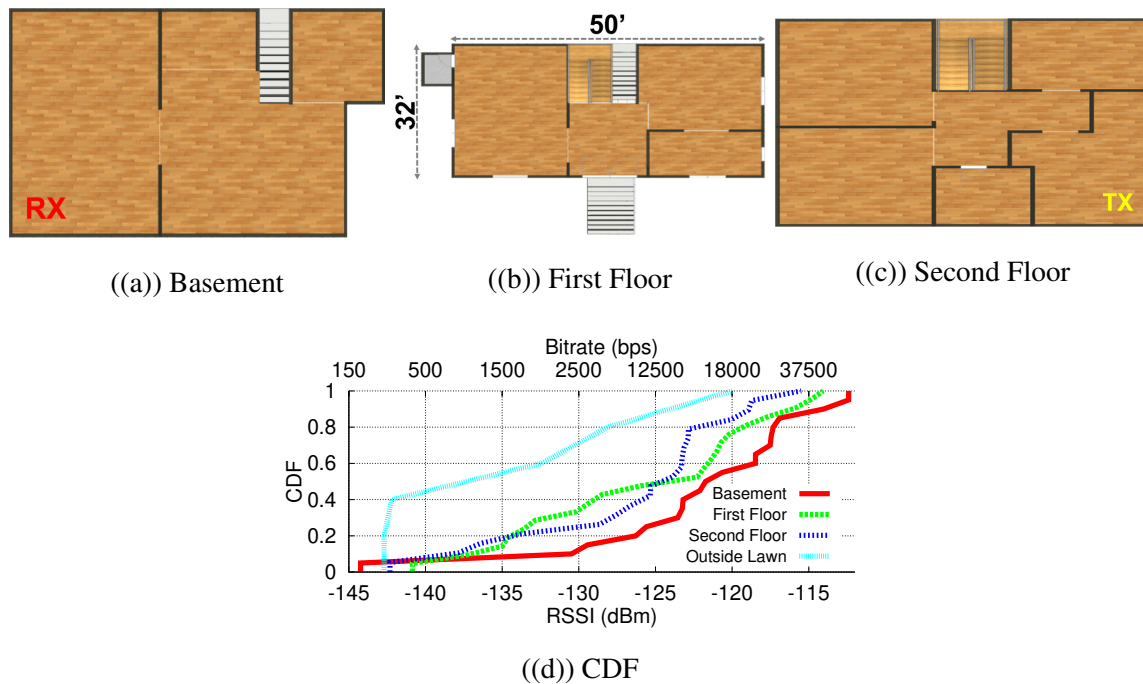 50’
32’
RX
TX
((a)) Basement
((b)) First Floor
((c)) Second Floor
Bitrate (bps)
150 500 1500 2500 12500 18000 37500
1
0.8
0.6
0.4
0.2
0
CDF
Basement
First Floor
Second Floor
Outside Lawn
-145 -140 -135 -130 -125 -120 -115
RSSI (dBm)
((d)) CDF